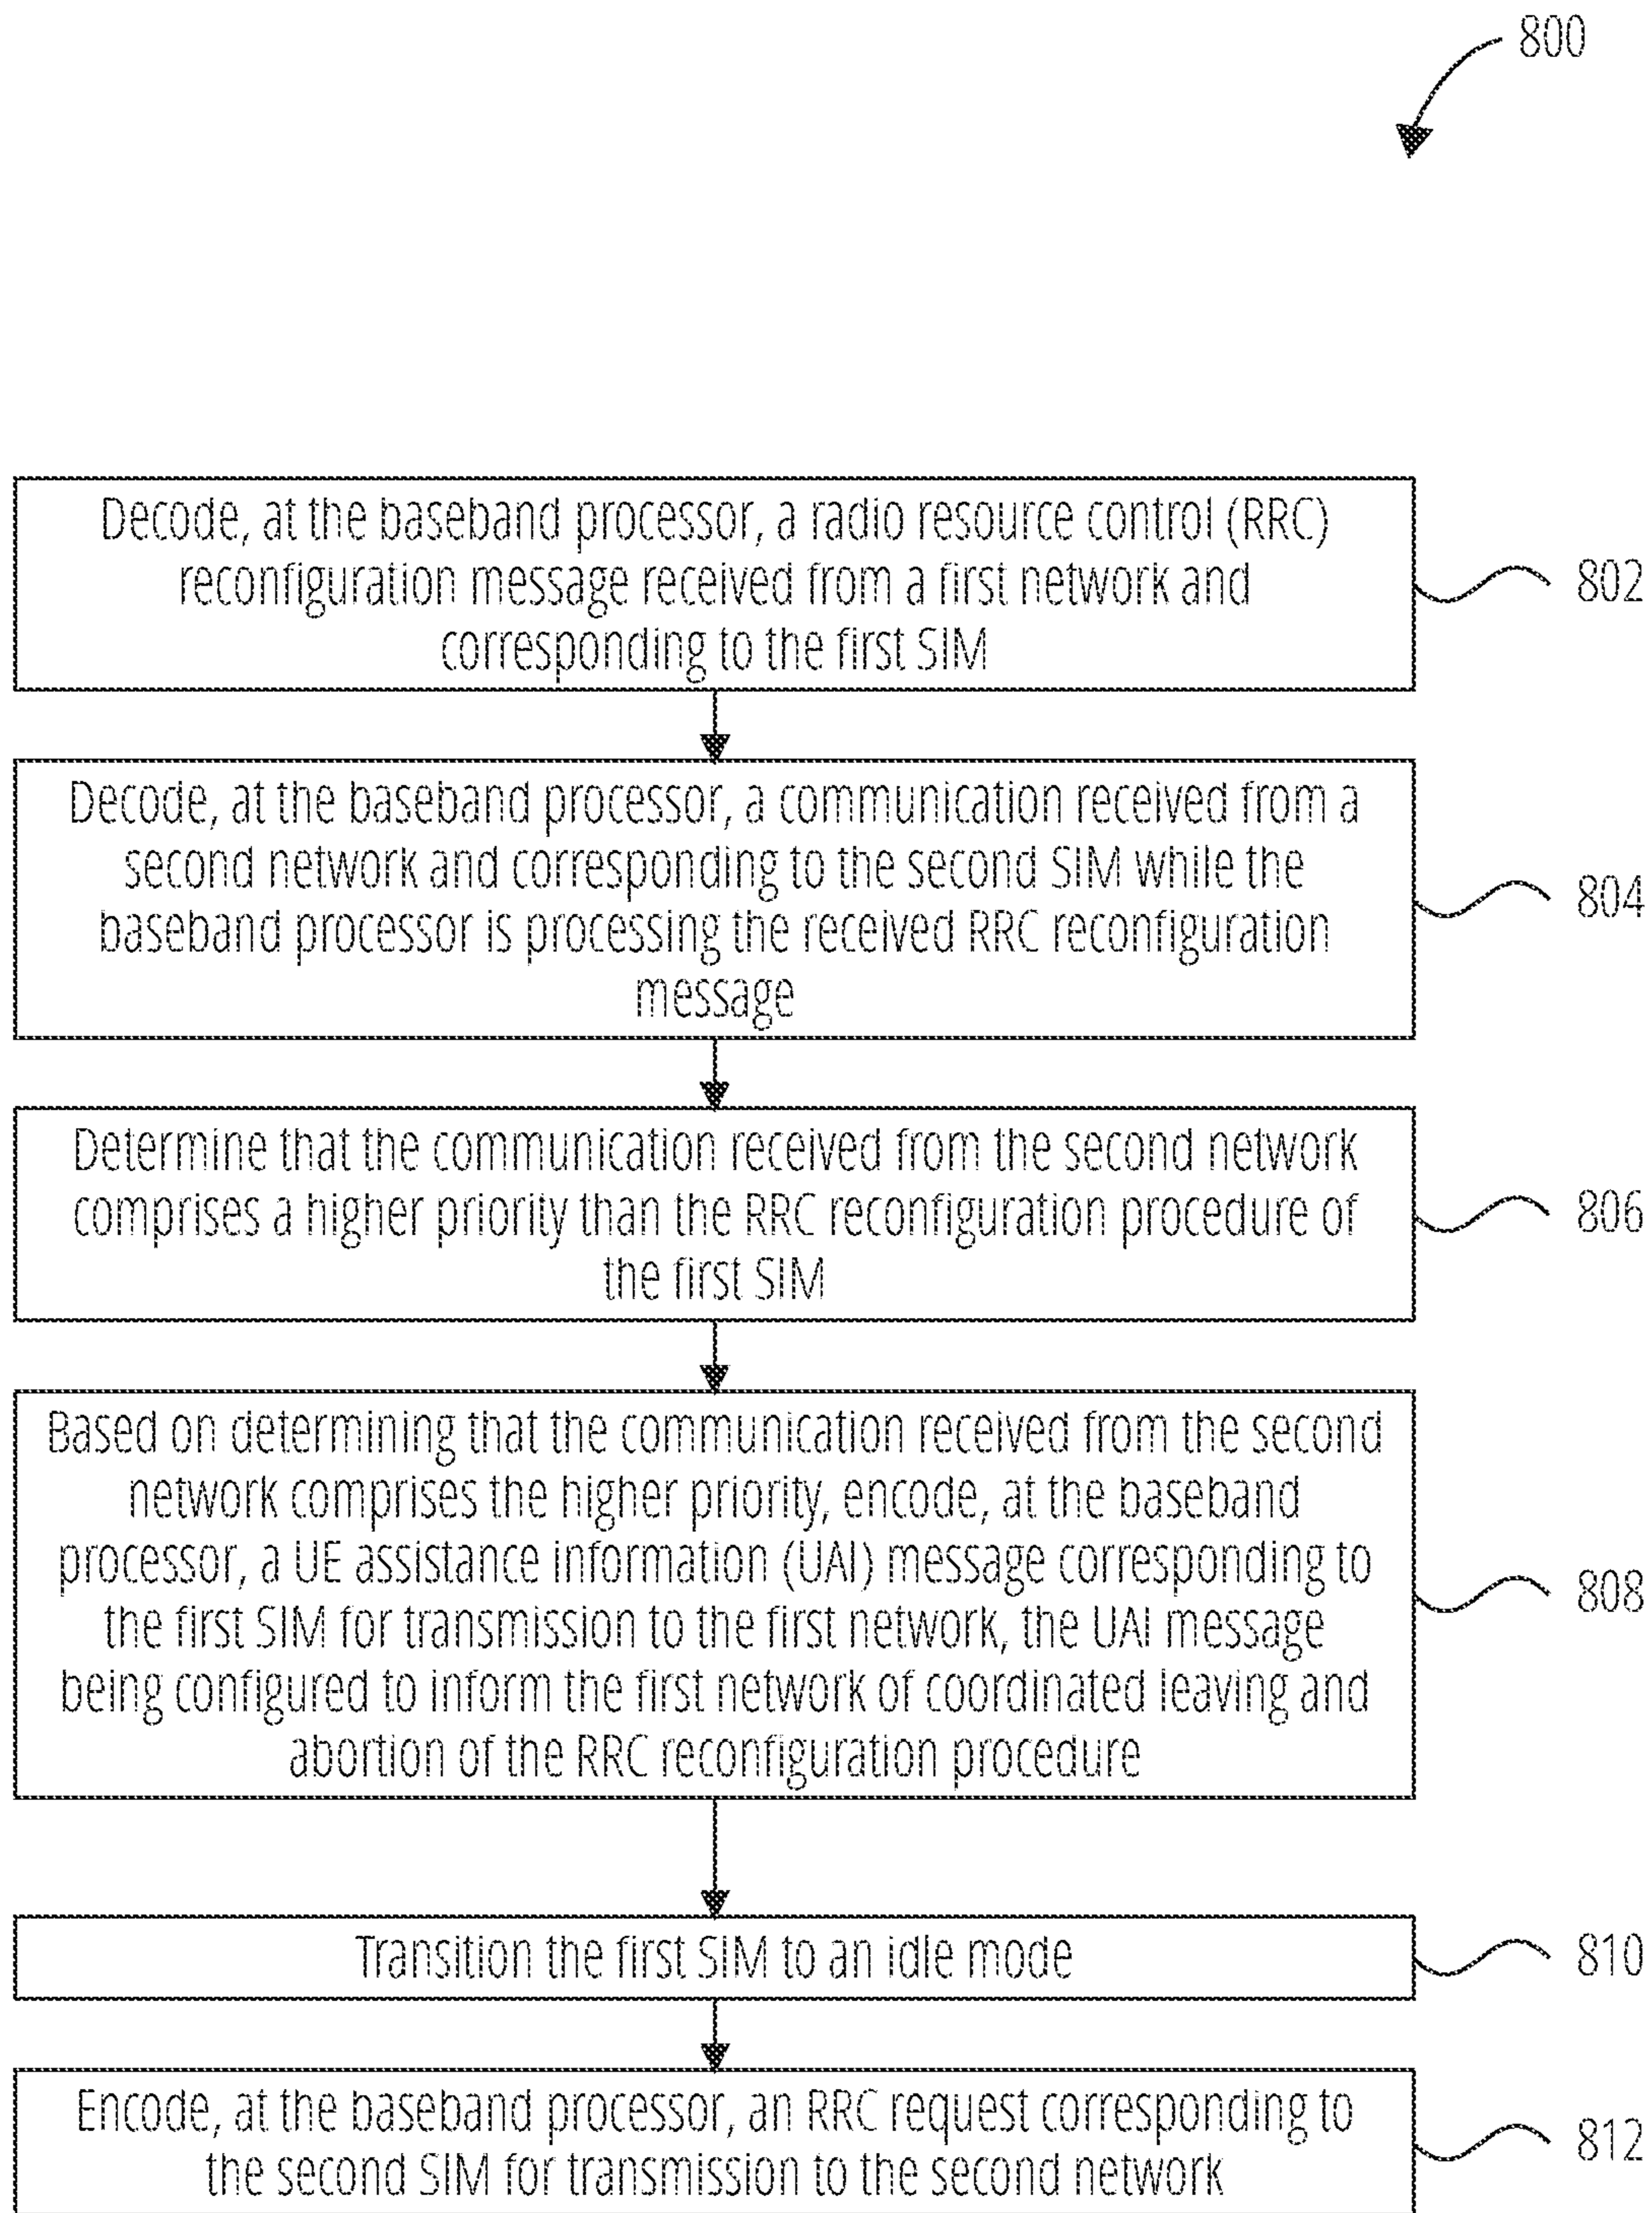 800
Decode, at the baseband processor, a radio resource control (RRC)
reconfiguration message received from a first network and
corresponding to the first SIM
802
Decode, at the baseband processor, a communication received from a
second network and corresponding to the second SIM while the
baseband processor is processing the received RRC reconfiguration
message
804
Determine that the communication received from the second network
comprises a higher priority than the RRC reconfiguration procedure of
the first SIM
806
Based on determining that the communication received from the second
network comprises the higher priority, encode, at the baseband
processor, a UE assistance information (UAI) message corresponding to
the first SIM for transmission to the first network, the UAI message
being configured to inform the first network of coordinated leaving and
abortion of the RRC reconfiguration procedure
808
Transition the first SIM to an idle mode
810
Encode, at the baseband processor, an RRC request corresponding to
the second SIM for transmission to the second network
812